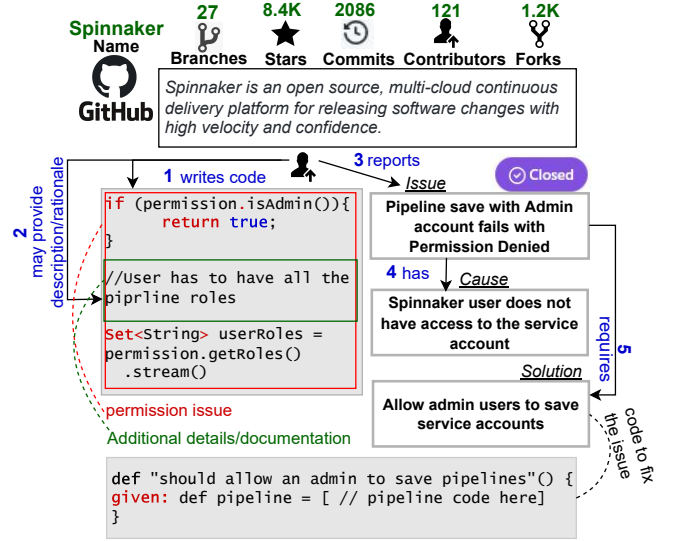 27 8.4K 2086 121 1.2K
Spinnaker
Name
Branches Stars Commits Contributors Forks
GitHub
Spinnaker is an open source, multi-cloud continuous
delivery platform for releasing software changes with
high velocity and confidence.
1 writes code
3 reports
2
may provide
description/rationale
Issue
Closed
if (permission.isAdmin()){
return true;
}
//User has to have all the
piprline roles
Set<String> userRoles =
permission.getRoles()
.stream()
Pipeline save with Admin
account fails with
Permission Denied
4 has
Cause
Spinnaker user does not
have access to the service
account
5
requires
Solution
Allow admin users to save
service accounts
permission issue
Additional details/documentation
code to fix
the issue
def "should allow an admin to save pipelines"() {
given: def pipeline = [ // pipeline code here]
}